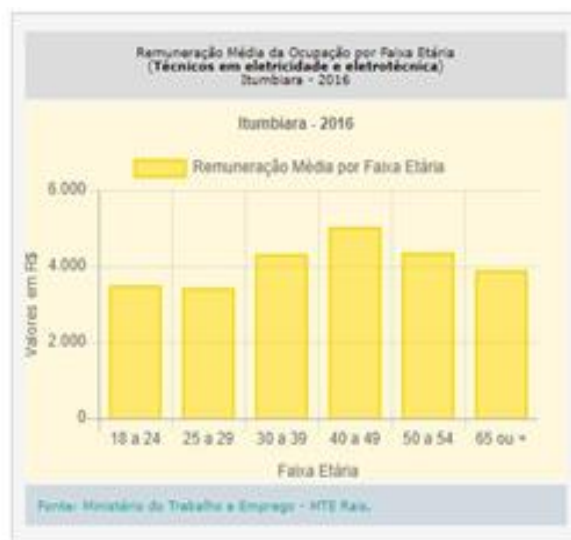 Remuneração Média da Ocupação por Faixa Etária
(Técnicos em eletricidade e eletrotécnica)
Itumbiara - 2016
Itumbiara - 2016
Remuneração Média por Faixa Etária
6.000
4.000
2.000
0
Valores em R$
18 a 24 25 a 29 30 a 39 40 a 49 50 a 54 65 ou +
Faixa Etária
Fonte: Ministério do Trabalho e Emprego - MTE Rais.